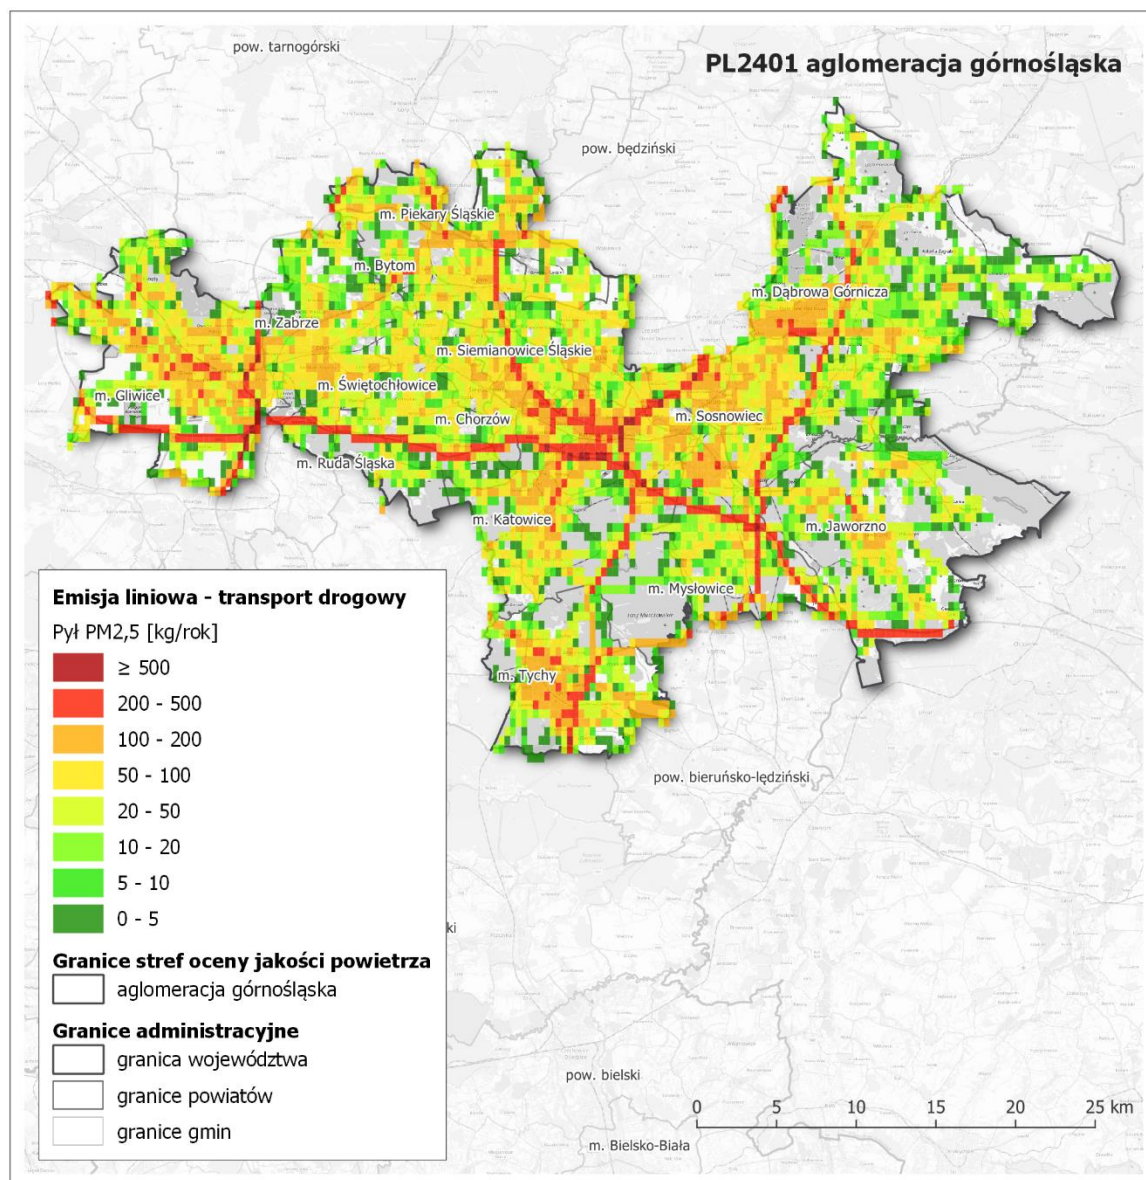 pow. tarnogórski
PL2401 aglomeracja górnośląska
pow. będziński
m. Piekary Śląskie
m. Bytom
m. Dąbrowa Górnicza
m. Zabrze
m. Siemianowice Śląskie
m. Świętochłowice
m. Gliwice
m. Chorzów
m. Sosnowiec
m. Ruda Śląska
m. Katowice
m. Jaworzno
m. Mysłowice
m. Tychy
pow. bieruńsko-lędziński
Emisja liniowa - transport drogowy
Pył PM2,5 [kg/rok]
≥ 500
200 - 500
100 - 200
50 - 100
20 - 50
10 - 20
5 - 10
0 - 5
ki
Granice stref oceny jakości powietrza
aglomeracja górnośląska
Granice administracyjne
granica województwa
granice powiatów
granice gmin
pow. bielski
m. Bielsko-Biała
0 5 10 15 20 25 km